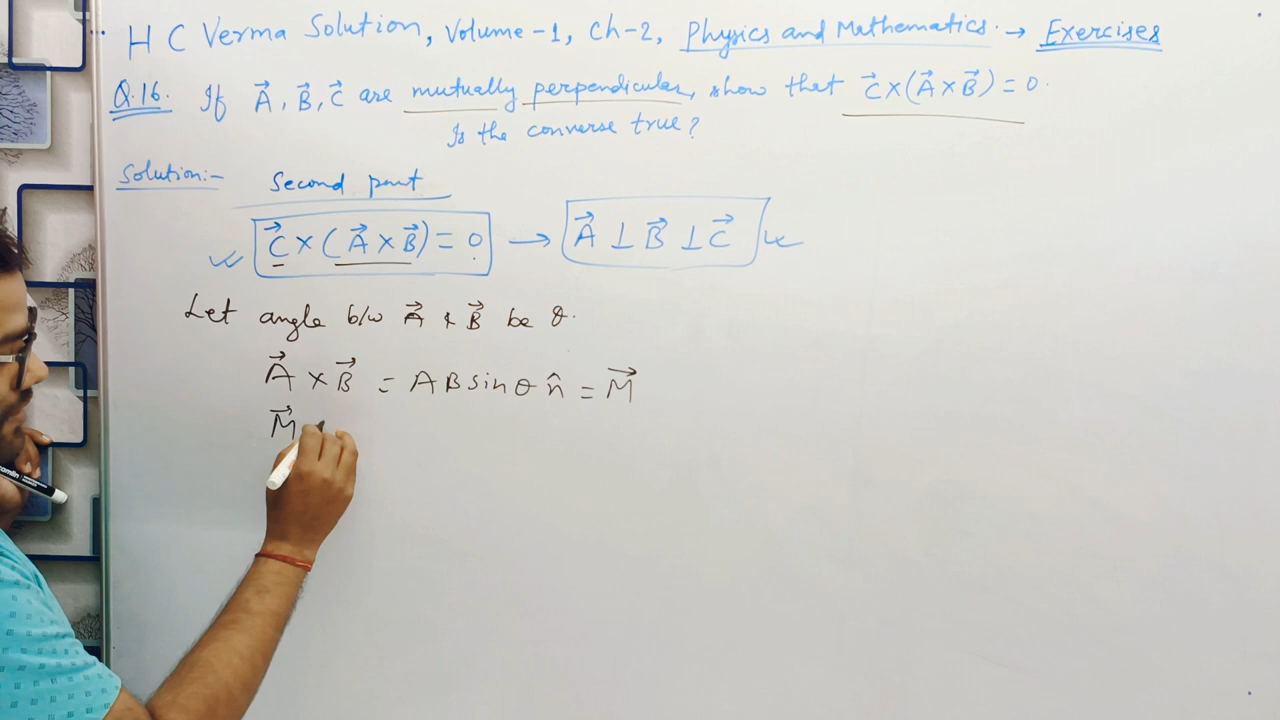 H C Verma Solution, Volume-1, Ch-2, Physics and Mathematics. → Exercises
Q.16. If A⃗, B⃗, C⃗ are mutually perpendicular, show that C⃗×(A⃗×B⃗)=0.
Is the converse true?
Solution:-
Second part
C⃗×(A⃗×B⃗)=0 → A⃗ ⊥ B⃗ ⊥ C⃗
Let angle b/w A⃗ & B⃗ be θ.
A⃗ × B⃗ = AB sin θ n̂ = M⃗
M⃗